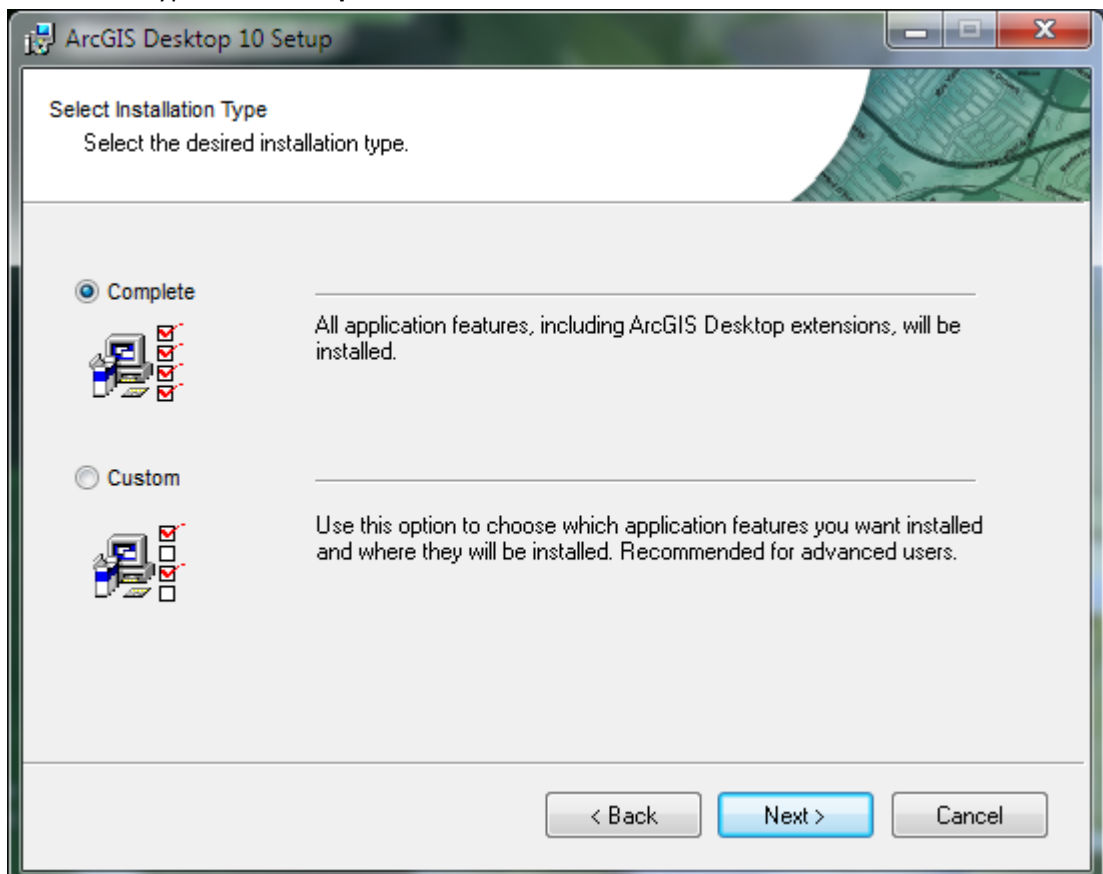 ArcGIS Desktop 10 Setup
Select Installation Type
Select the desired installation type.
Complete
All application features, including ArcGIS Desktop extensions, will be
installed.
Custom
Use this option to choose which application features you want installed
and where they will be installed. Recommended for advanced users.
< Back
Next >
Cancel